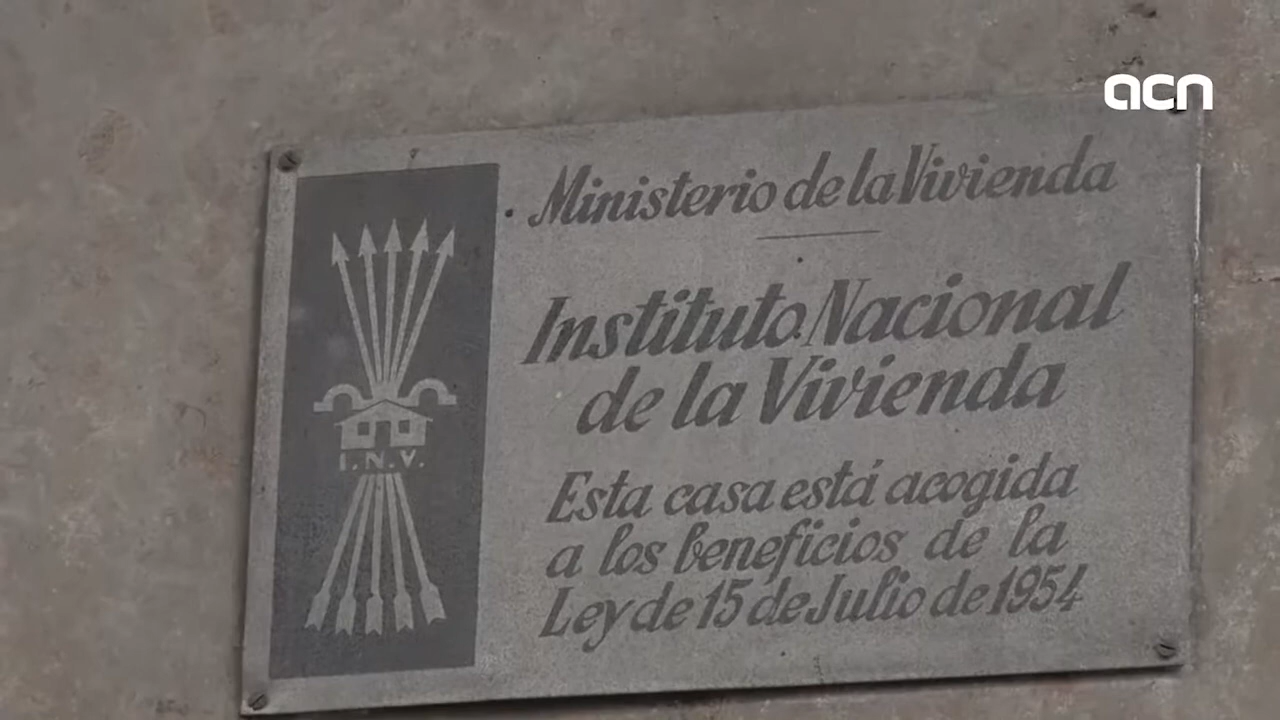 acn
Ministerio de la Vivienda
Instituto Nacional
de la Vivienda
I.N.V.
Esta casa está acogida
a los beneficios de la
Ley de 15 de Julio de 1954